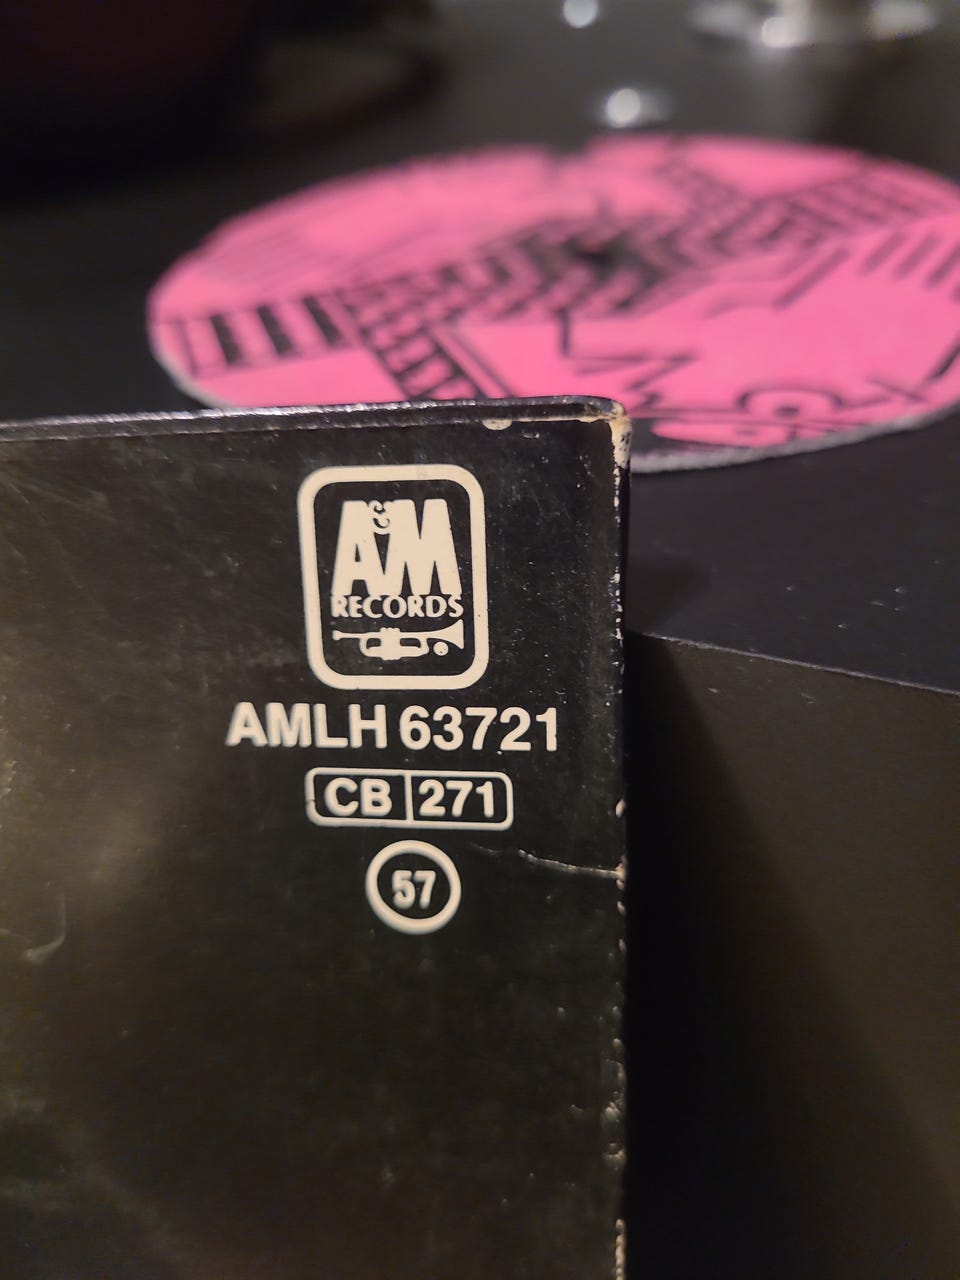 A&M
RECORDS
®
AMLH 63721
CB 271
57